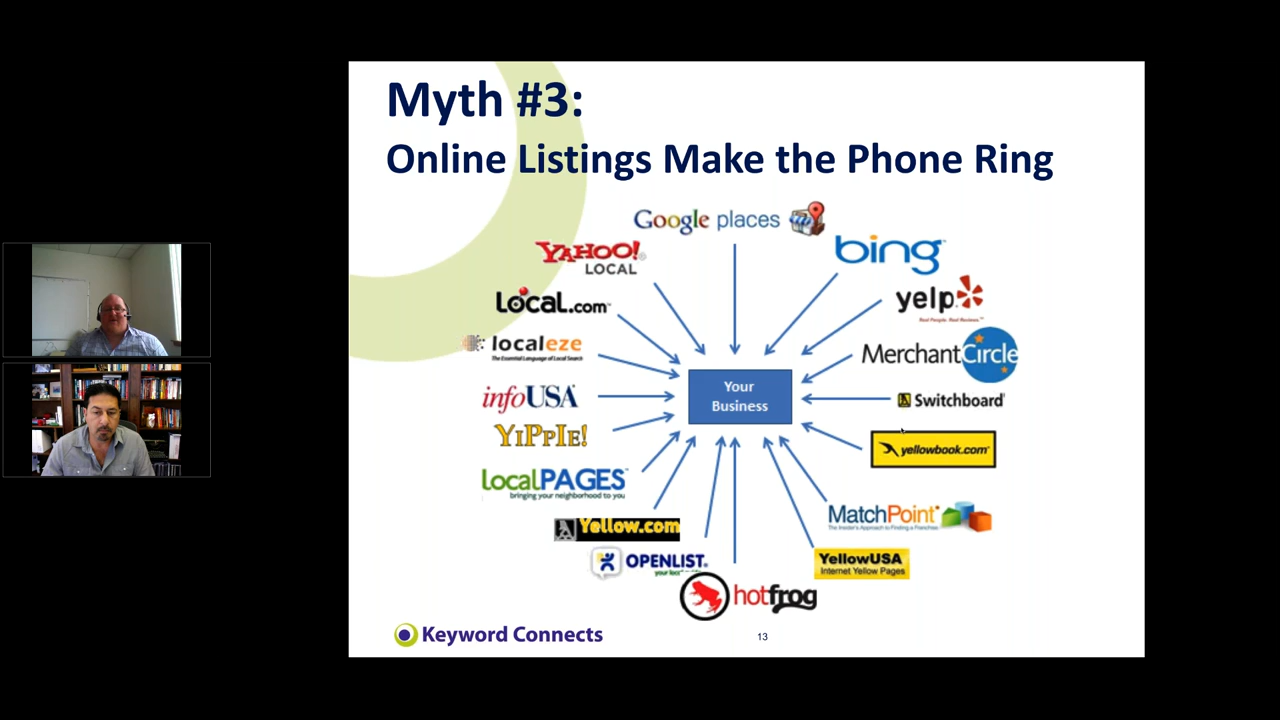 Myth #3:
Online Listings Make the Phone Ring
Google places
YAHOO!
LOCAL
bing
Local.com
yelp
Real People. Real Reviews.
localeze
The Essential Language of Local Search
MerchantCircle
infoUSA
Your
Business
Switchboard
YIPPIE!
yellowbook.com
localPAGES
bringing your neighborhood to you
MatchPoint
The Insider's Approach to Finding a Franchise
Yellow.com
OPENLIST
YellowUSA
Internet Yellow Pages
hotfrog
Keyword Connects
13